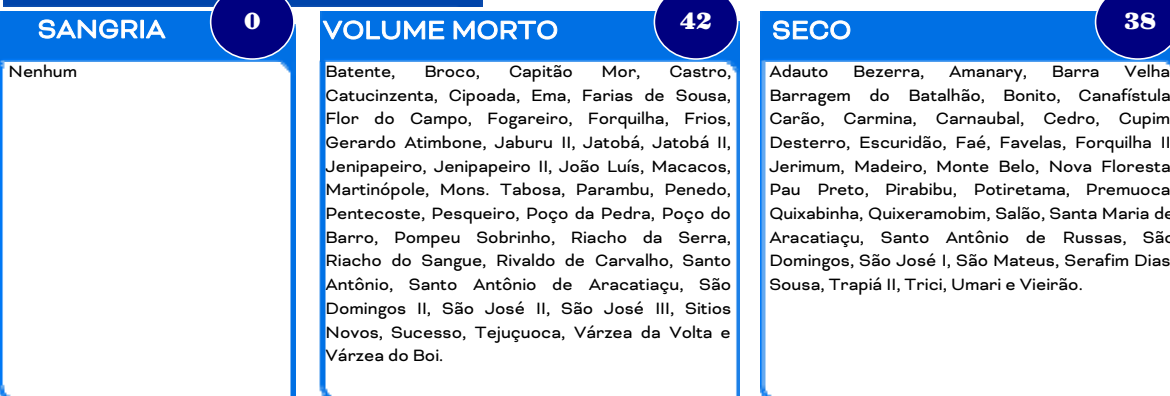 SANGRIA
0
Nenhum
VOLUME MORTO
42
Batente, Broco, Capitão Mor, Castro,
Catucinzenta, Cipoada, Ema, Farias de Sousa,
Flor do Campo, Fogareiro, Forquilha, Frios,
Gerardo Atimbone, Jaburu II, Jatobá, Jatobá II,
Jenipapeiro, Jenipapeiro II, João Luís, Macacos,
Martinópole, Mons. Tabosa, Parambu, Penedo,
Pentecoste, Pesqueiro, Poço da Pedra, Poço do
Barro, Pompeu Sobrinho, Riacho da Serra,
Riacho do Sangue, Rivaldo de Carvalho, Santo
Antônio, Santo Antônio de Aracatiaçu, São
Domingos II, São José II, São José III, Sitios
Novos, Sucesso, Tejuçuoca, Várzea da Volta e
Várzea do Boi.
SECO
38
Adauto Bezerra, Amanary, Barra Velha
Barragem do Batalhão, Bonito, Canafístula
Carão, Carmina, Carnaubal, Cedro, Cupim
Desterro, Escuridão, Faé, Favelas, Forquilha II
Jerimum, Madeiro, Monte Belo, Nova Floresta
Pau Preto, Pirabibu, Potiretama, Premuoca
Quixabinha, Quixeramobim, Salão, Santa Maria de
Aracatiaçu, Santo Antônio de Russas, São
Domingos, São José I, São Mateus, Serafim Dias
Sousa, Trapiá II, Trici, Umari e Vieirão.